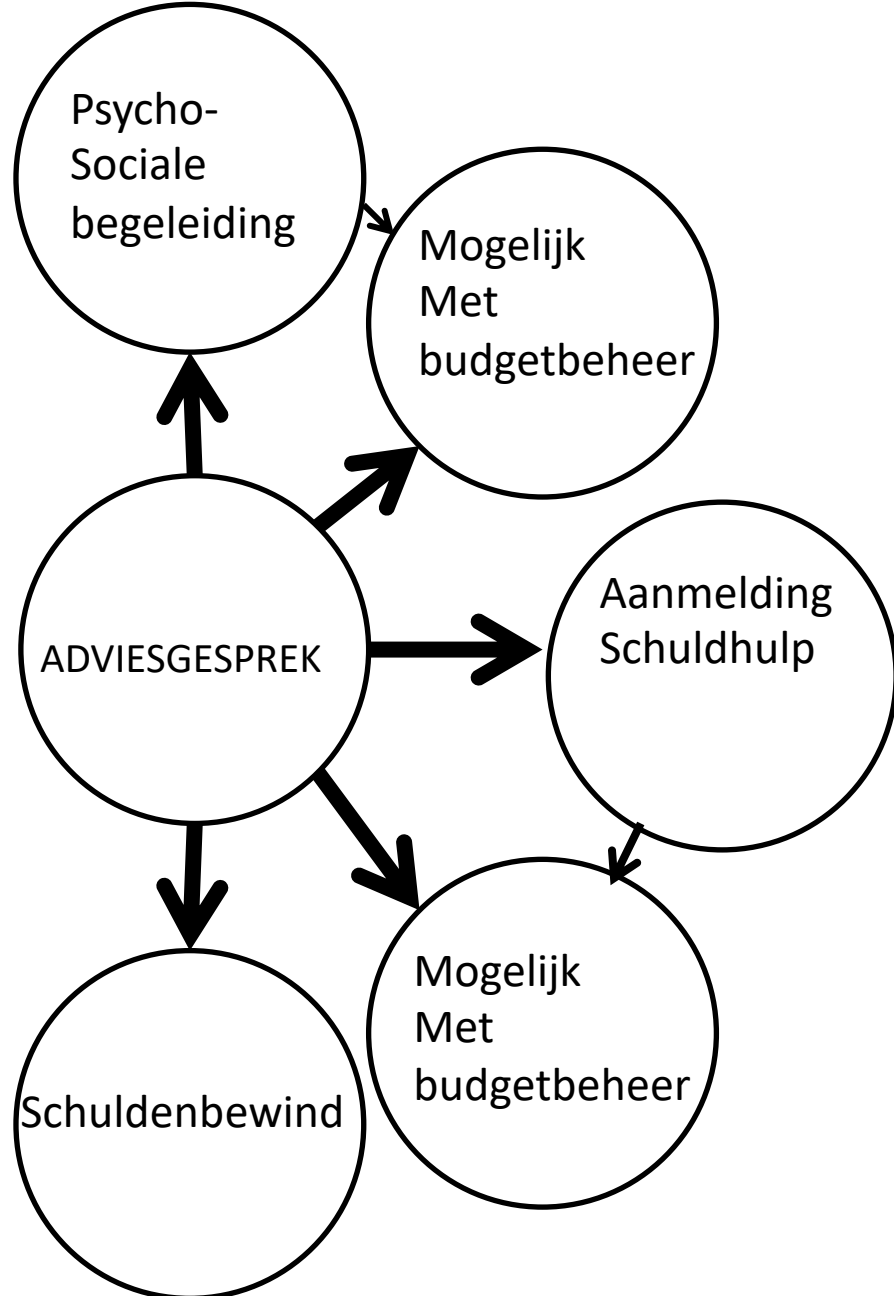 Psycho-
Sociale
begeleiding
Mogelijk
Met
budgetbeheer
ADVIESGESPREK
Aanmelding
Schuldhulp
Mogelijk
Met
budgetbeheer
Schuldenbewind